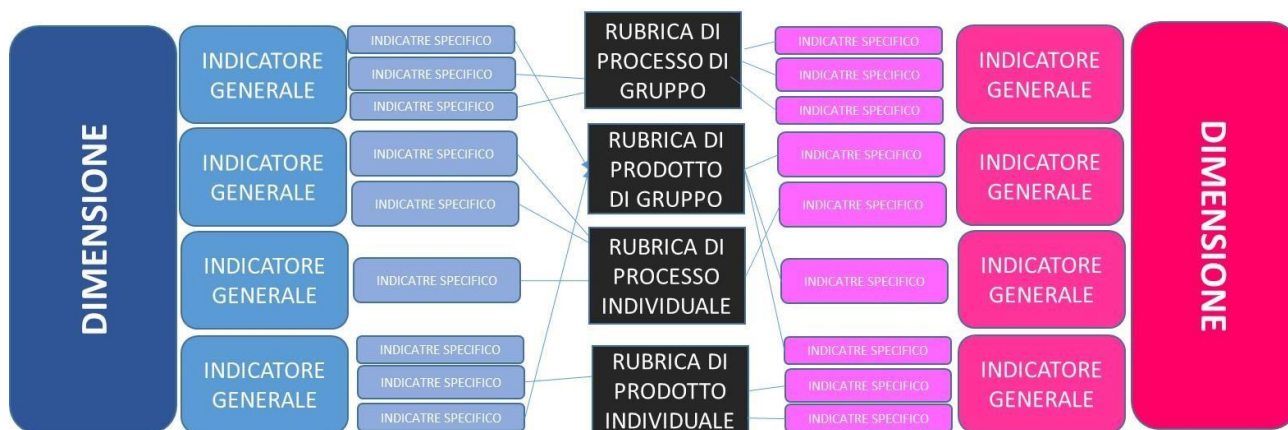 DIMENSIONE
INDICATORE
GENERALE
INDICATORE
GENERALE
INDICATORE
GENERALE
INDICATORE
GENERALE
INDICATRE SPECIFICO
INDICATRE SPECIFICO
INDICATRE SPECIFICO
INDICATRE SPECIFICO
INDICATRE SPECIFICO
INDICATRE SPECIFICO
INDICATRE SPECIFICO
INDICATRE SPECIFICO
INDICATRE SPECIFICO
RUBRICA DI
PROCESSO DI
GRUPPO
RUBRICA DI
PRODOTTO
DI GRUPPO
RUBRICA DI
PROCESSO
INDIVIDUALE
RUBRICA DI
PRODOTTO
INDIVIDUALE
INDICATRE SPECIFICO
INDICATRE SPECIFICO
INDICATRE SPECIFICO
INDICATRE SPECIFICO
INDICATRE SPECIFICO
INDICATRE SPECIFICO
INDICATRE SPECIFICO
INDICATRE SPECIFICO
INDICATRE SPECIFICO
INDICATORE
GENERALE
INDICATORE
GENERALE
INDICATORE
GENERALE
INDICATORE
GENERALE
DIMENSIONE